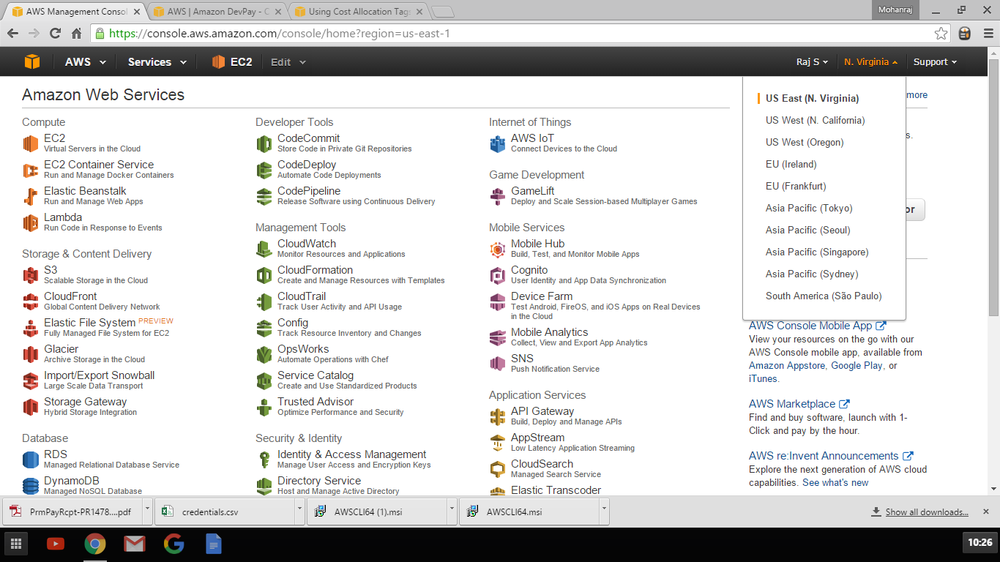 AWS Management Consol
AWS | Amazon DevPay - C
Using Cost Allocation Tag
Mohanraj
https://console.aws.amazon.com/console/home?region=us-east-1
AWS
Services
EC2
Edit
Raj S
N. Virginia
Support
Amazon Web Services
Compute
EC2
Virtual Servers in the Cloud
EC2 Container Service
Run and Manage Docker Containers
Elastic Beanstalk
Run and Manage Web Apps
Lambda
Run Code in Response to Events
Storage & Content Delivery
S3
Scalable Storage in the Cloud
CloudFront
Global Content Delivery Network
Elastic File System PREVIEW
Fully Managed File System for EC2
Glacier
Archive Storage in the Cloud
Import/Export Snowball
Large Scale Data Transport
Storage Gateway
Hybrid Storage Integration
Database
RDS
Managed Relational Database Service
DynamoDB
Managed NoSQL Database
Developer Tools
CodeCommit
Store Code in Private Git Repositories
CodeDeploy
Automate Code Deployments
CodePipeline
Release Software using Continuous Delivery
Management Tools
CloudWatch
Monitor Resources and Applications
CloudFormation
Create and Manage Resources with Templates
CloudTrail
Track User Activity and API Usage
Config
Track Resource Inventory and Changes
OpsWorks
Automate Operations with Chef
Service Catalog
Create and Use Standardized Products
Trusted Advisor
Optimize Performance and Security
Security & Identity
Identity & Access Management
Manage User Access and Encryption Keys
Directory Service
Host and Manage Active Directory
Internet of Things
AWS IoT
Connect Devices to the Cloud
Game Development
GameLift
Deploy and Scale Session-based Multiplayer Games
Mobile Services
Mobile Hub
Build, Test, and Monitor Mobile Apps
Cognito
User Identity and App Data Synchronization
Device Farm
Test Android, FireOS, and iOS Apps on Real Devices
in the Cloud
Mobile Analytics
Collect, View and Export App Analytics
SNS
Push Notification Service
Application Services
API Gateway
Build, Deploy and Manage APIs
AppStream
Low Latency Application Streaming
CloudSearch
Managed Search Service
Elastic Transcoder
US East (N. Virginia)
US West (N. California)
US West (Oregon)
EU (Ireland)
EU (Frankfurt)
Asia Pacific (Tokyo)
Asia Pacific (Seoul)
Asia Pacific (Singapore)
Asia Pacific (Sydney)
South America (São Paulo)
more
s.
or
AWS Console Mobile App
View your resources on the go with our
AWS Console mobile app, available from
Amazon Appstore, Google Play, or
iTunes.
AWS Marketplace
Find and buy software, launch with 1-
Click and pay by the hour.
AWS re:Invent Announcements
Explore the next generation of AWS cloud
capabilities. See what's new
PrmPayRcpt-PR1478....pdf
credentials.csv
AWSCLI64 (1).msi
AWSCLI64.msi
Show all downloads...
10:26